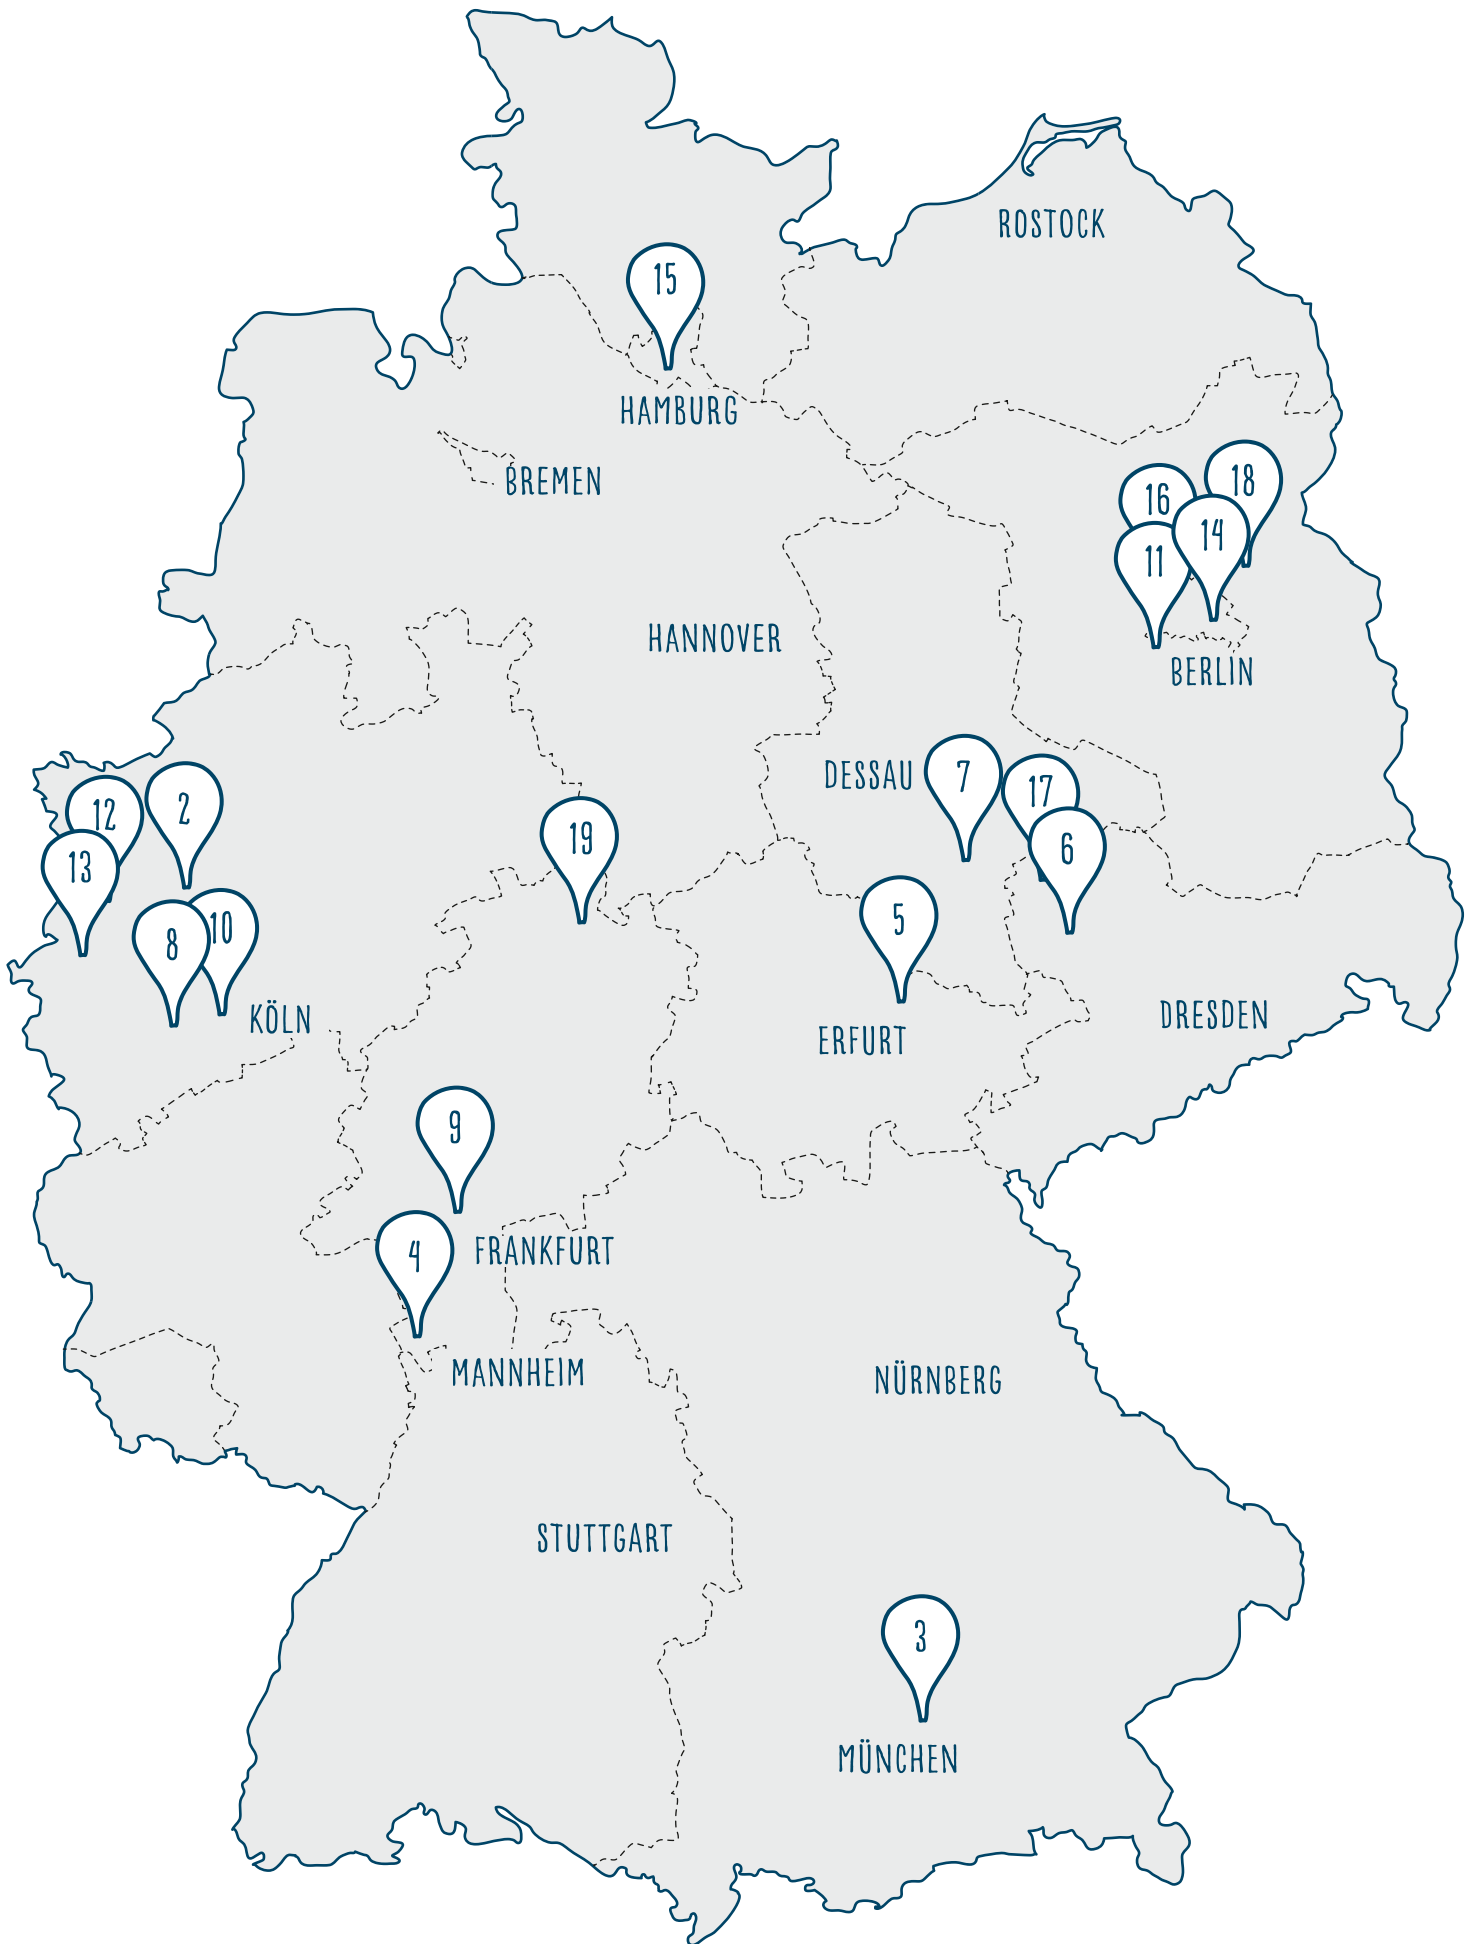 ROSTOCK
15
HAMBURG
BREMEN
18
16
14
11
HANNOVER
BERLIN
DESSAU
7
17
6
12
2
13
19
5
8
10
KÖLN
DRESDEN
ERFURT
9
4
FRANKFURT
MANNHEIM
NÜRNBERG
STUTTGART
3
MÜNCHEN